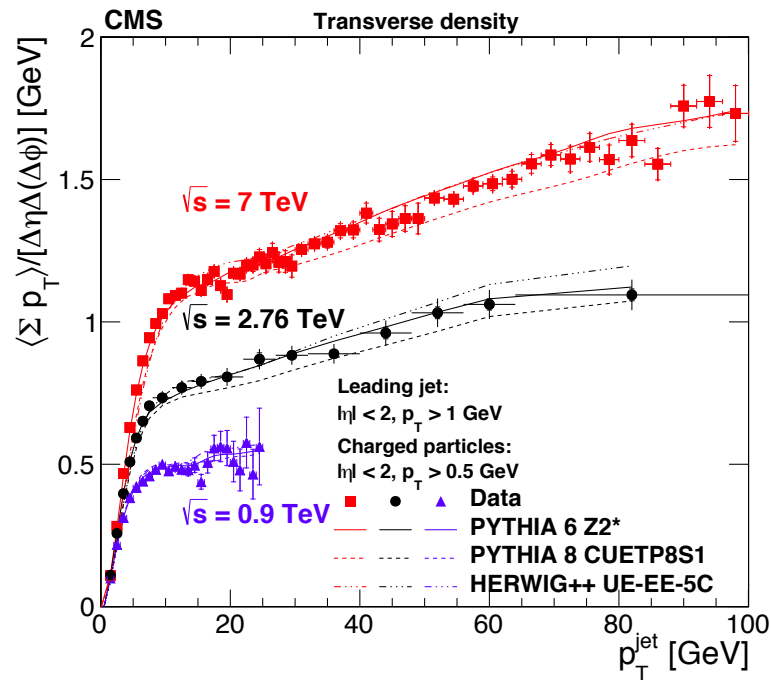 CMS Transverse density
⟨Σ p_T⟩/[ΔηΔ(Δϕ)] [GeV]
2
1.5
1
0.5
0
√s = 7 TeV
√s = 2.76 TeV
√s = 0.9 TeV
Leading jet:
|η| < 2, p_T > 1 GeV
Charged particles:
|η| < 2, p_T > 0.5 GeV
Data
PYTHIA 6 Z2*
PYTHIA 8 CUETP8S1
HERWIG++ UE-EE-5C
0 20 40 60 80 100
p_T^jet [GeV]